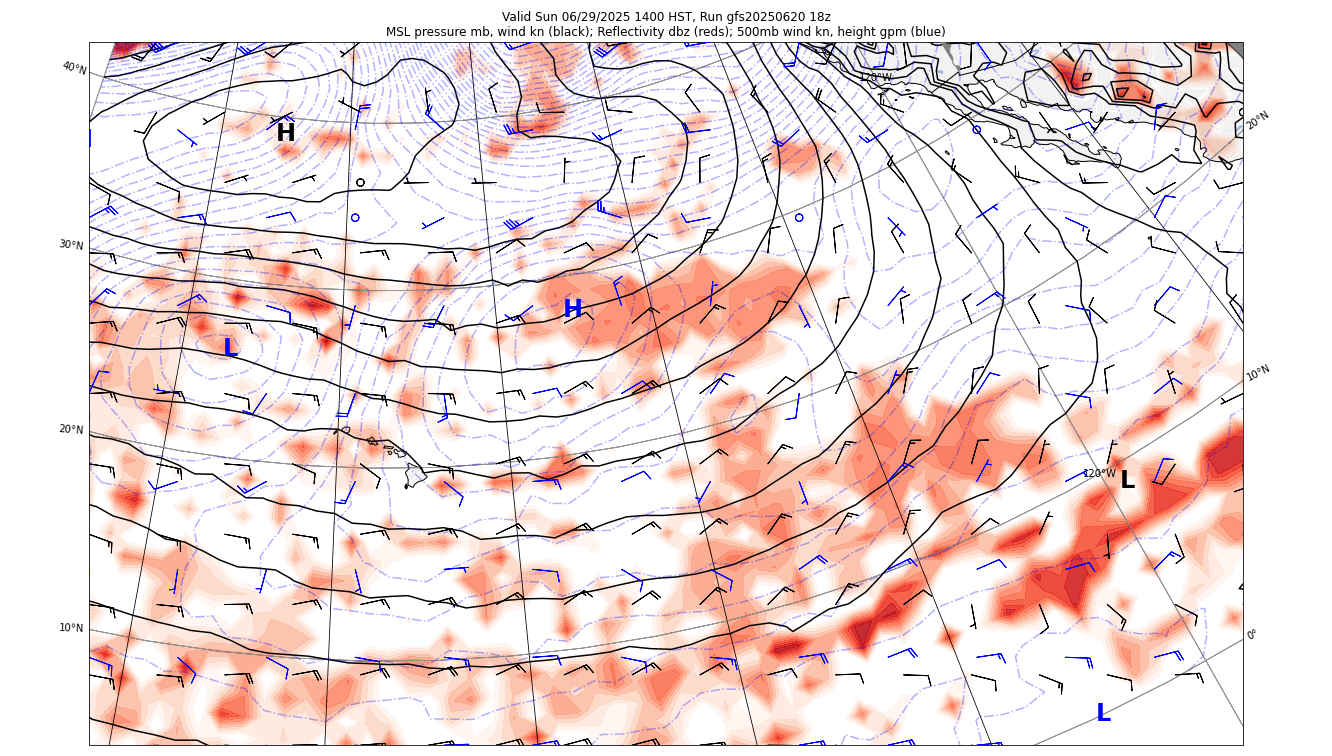 Valid Sun 06/29/2025 1400 HST, Run gfs20250620 18z
MSL pressure mb, wind kn (black); Reflectivity dbz (reds); 500mb wind kn, height gpm (blue)
40°N
120°W
20°N
H
30°N
H
L
10°N
20°N
120°W
L
10°N
0°
L